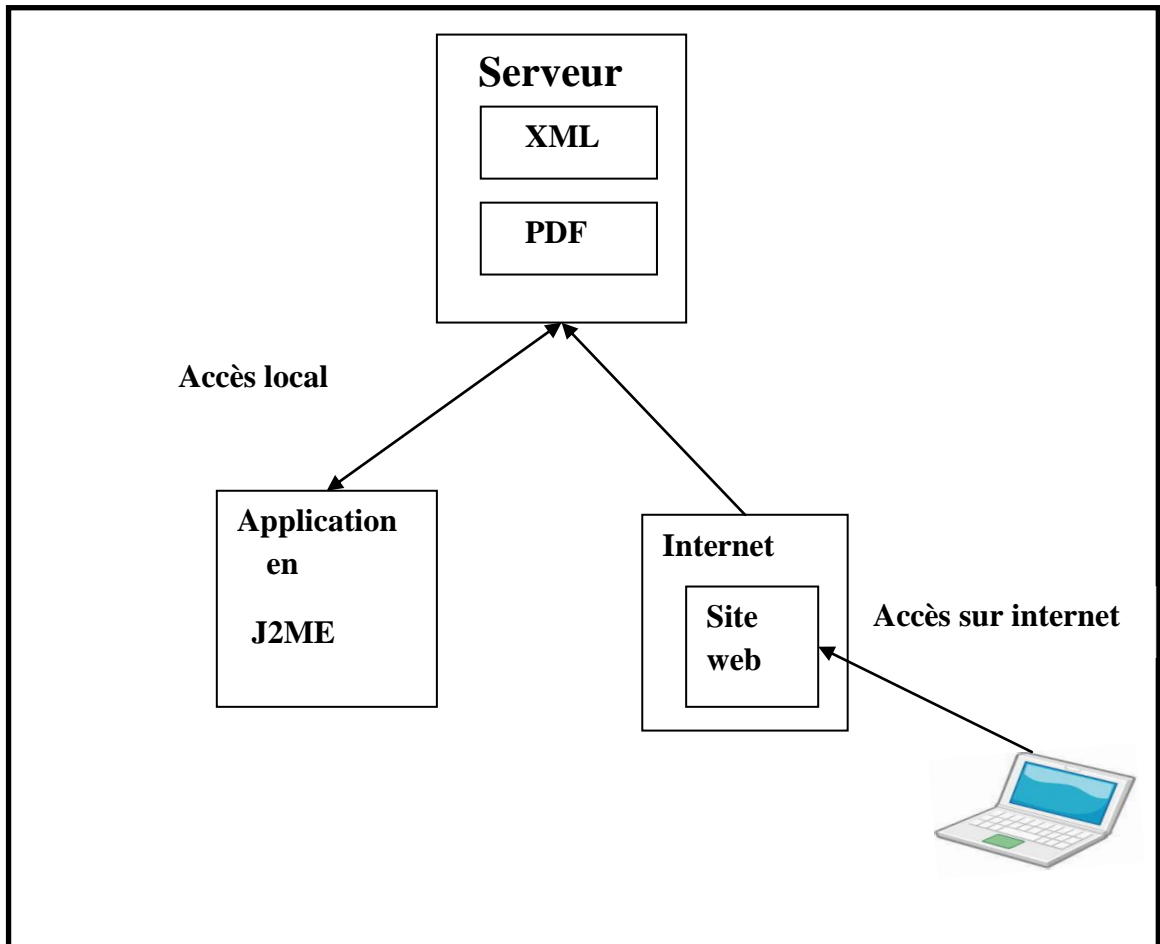 Serveur
XML
PDF
Accès local
Application
en
J2ME
Internet
Site
web
Accès sur internet